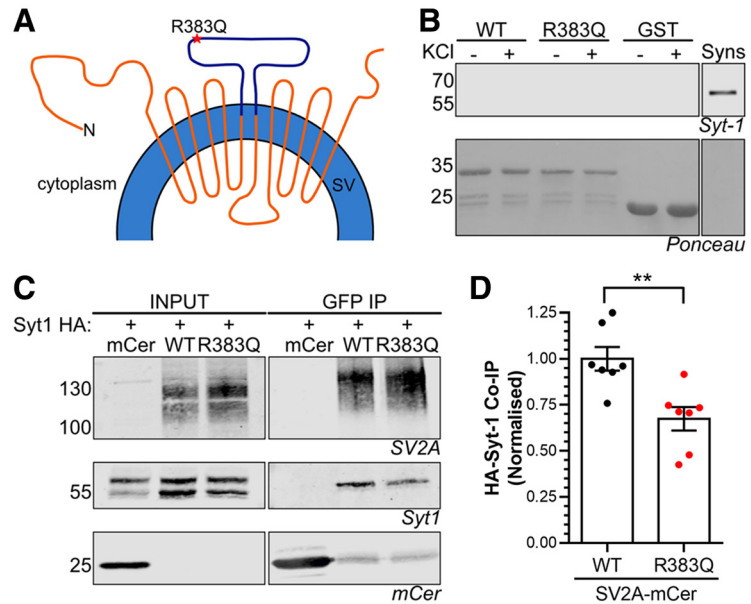 A
R383Q
N
cytoplasm
SV
B
WT R383Q GST
KCl - + - + - + Syns
70
55
Syt-1
35
25
Ponceau
C
INPUT GFP IP
Syt1 HA: + + + + + +
mCer WT R383Q mCer WT R383Q
130
100
SV2A
55
Syt1
25
mCer
D
**
HA-Syt-1 Co-IP
(Normalised)
1.25
1.00
0.75
0.50
0.25
0.00
WT R383Q
SV2A-mCer